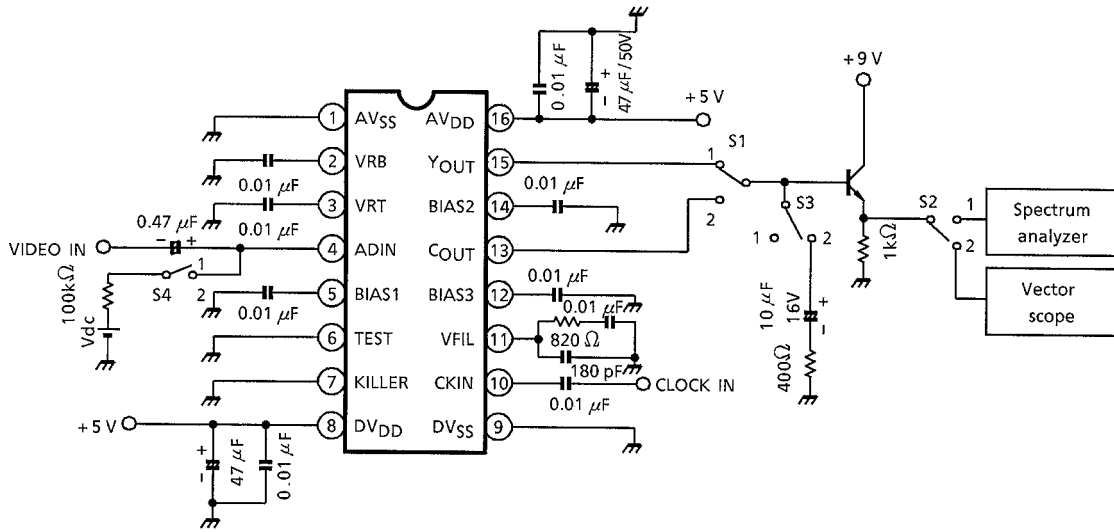 0.01 μF
47 μF / 50V
+
−
+5V
+9V
1 AVSS
2 VRB
3 VRT
4 ADIN
5 BIAS1
6 TEST
7 KILLER
8 DVDD
AVDD 16
YOUT 15
BIAS2 14
COUT 13
BIAS3 12
VFIL 11
CKIN 10
DVSS 9
0.01 μF
0.47 μF
0.01 μF
VIDEO IN
− +
1
S4
2
100kΩ
Vdc
0.01 μF
+5V
+
−
47 μF
0.01 μF
0.01 μF
0.01 μF
0.01 μF
820 Ω
180 pF
CLOCK IN
0.01 μF
S1
1
2
S3
1
2
10 μF
16V
+
−
400Ω
1kΩ
S2
1
2
Spectrum
analyzer
Vector
scope